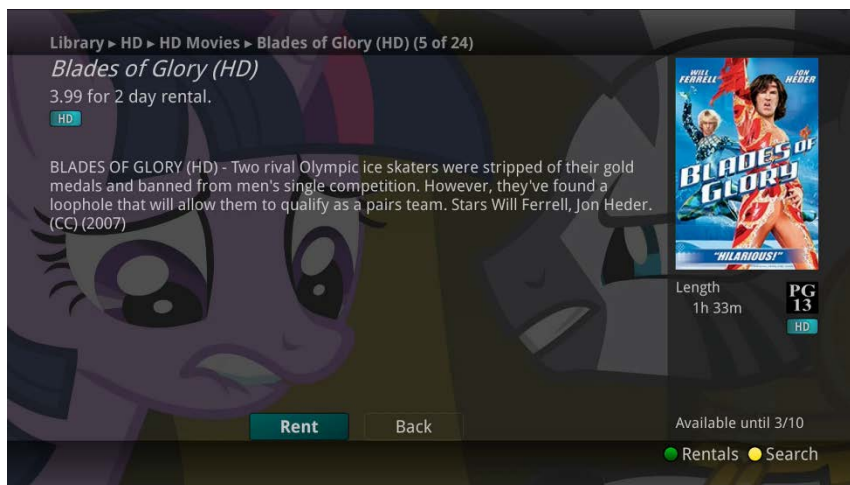 Library ▸ HD ▸ HD Movies ▸ Blades of Glory (HD) (5 of 24)
Blades of Glory (HD)
3.99 for 2 day rental.
HD
BLADES OF GLORY (HD) - Two rival Olympic ice skaters were stripped of their gold
medals and banned from men's single competition. However, they've found a
loophole that will allow them to qualify as a pairs team. Stars Will Ferrell, Jon Heder.
(CC) (2007)
WILL FERRELL
JON HEDER
BLADES OF
GLORY
"HILARIOUS!"
Length
1h 33m
PG
13
HD
Rent
Back
Available until 3/10
Rentals
Search